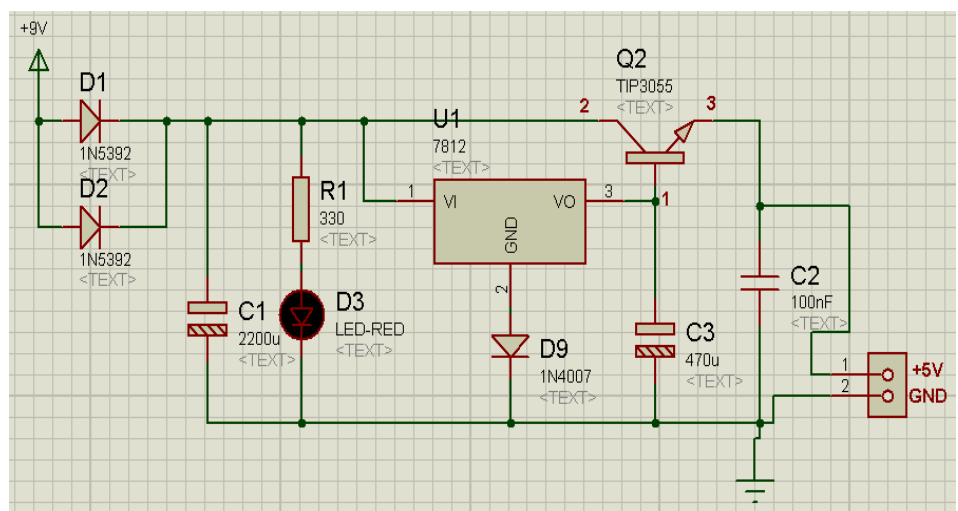 +9V
D1
1N5392
<TEXT>
D2
1N5392
<TEXT>
C1
2200u
<TEXT>
R1
330
<TEXT>
D3
LED-RED
<TEXT>
U1
7812
<TEXT>
1
VI
VO
3
GND
2
D9
1N4007
<TEXT>
Q2
TIP3055
<TEXT>
2
3
1
C3
470u
<TEXT>
C2
100nF
<TEXT>
1
2
+5V
GND